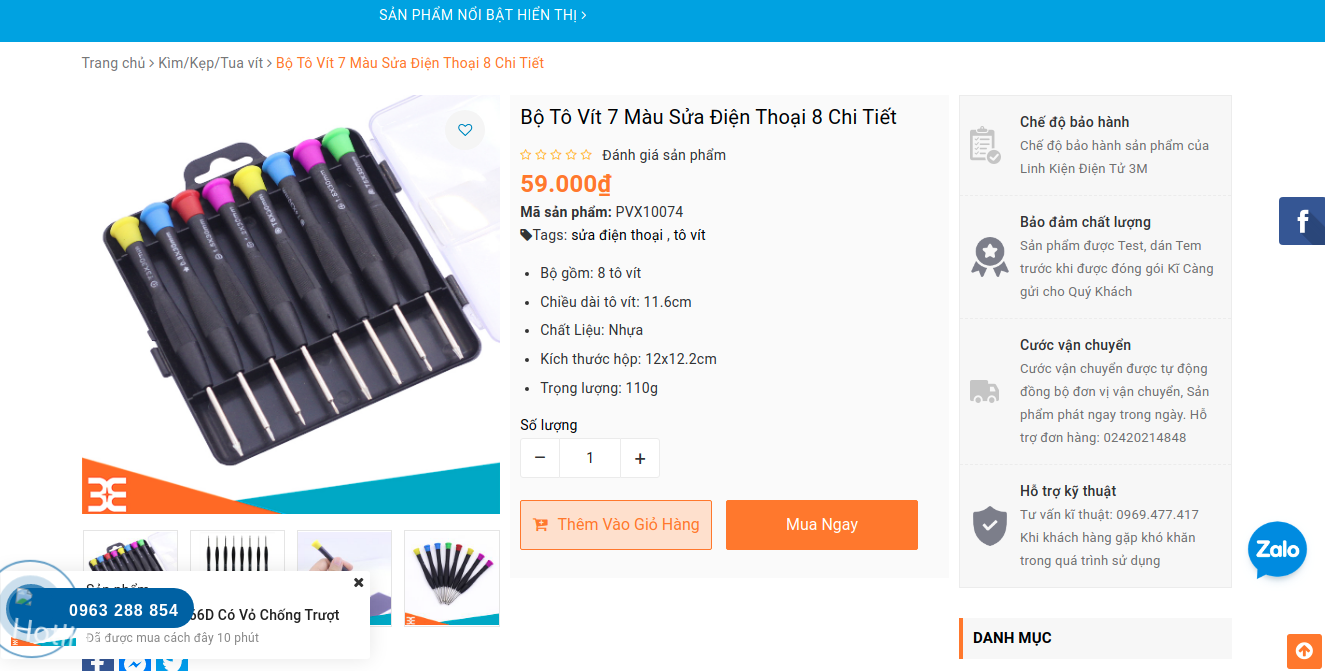 SẢN PHẨM NỔI BẬT HIỂN THỊ
Trang chủ > Kìm/Kẹp/Tua vít > Bộ Tô Vít 7 Màu Sửa Điện Thoại 8 Chi Tiết
Bộ Tô Vít 7 Màu Sửa Điện Thoại 8 Chi Tiết
Đánh giá sản phẩm
59.000₫
Mã sản phẩm: PVX10074
Tags: sửa điện thoại , tô vít
• Bộ gồm: 8 tô vít
• Chiều dài tô vít: 11.6cm
• Chất Liệu: Nhựa
• Kích thước hộp: 12x12.2cm
• Trọng lượng: 110g
Số lượng
− 1 +
Thêm Vào Giỏ Hàng
Mua Ngay
Chế độ bảo hành
Chế độ bảo hành sản phẩm của
Linh Kiện Điện Tử 3M
Bảo đảm chất lượng
Sản phẩm được Test, dán Tem
trước khi được đóng gói Kĩ Càng
gửi cho Quý Khách
Cước vận chuyển
Cước vận chuyển được tự động
đồng bộ đơn vị vận chuyển, Sản
phẩm phát ngay trong ngày. Hỗ
trợ đơn hàng: 02420214848
Hỗ trợ kỹ thuật
Tư vấn kĩ thuật: 0969.477.417
Khi khách hàng gặp khó khăn
trong quá trình sử dụng
Zalo
DANH MỤC
Sản phẩm
0963 288 854
66D Có Vỏ Chống Trượt
Đã được mua cách đây 10 phút